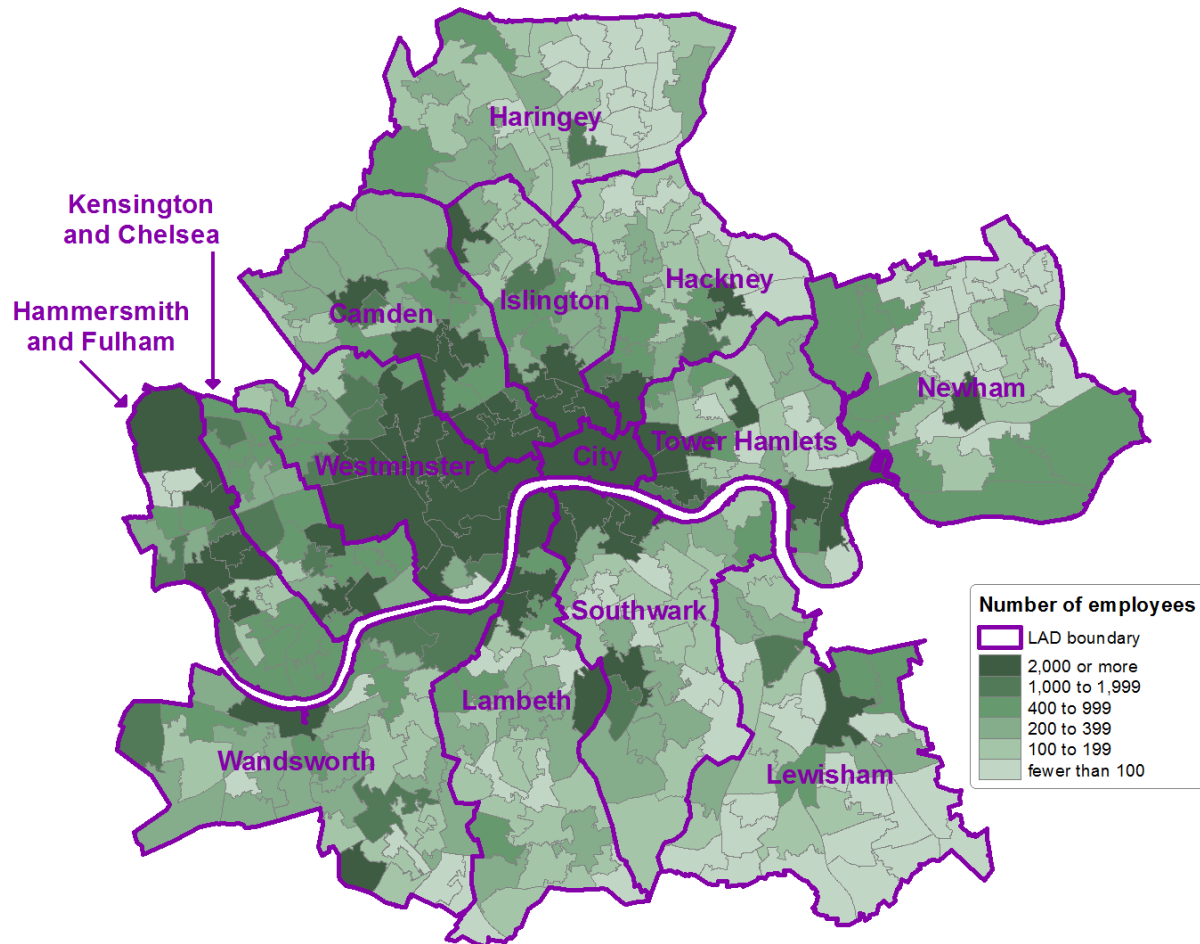 Haringey
Kensington
and Chelsea
Hackney
Islington
Hammersmith
and Fulham
Camden
Newham
Tower Hamlets
City
Westminster
Southwark
Lambeth
Wandsworth
Lewisham
Number of employees
LAD boundary
2,000 or more
1,000 to 1,999
400 to 999
200 to 399
100 to 199
fewer than 100